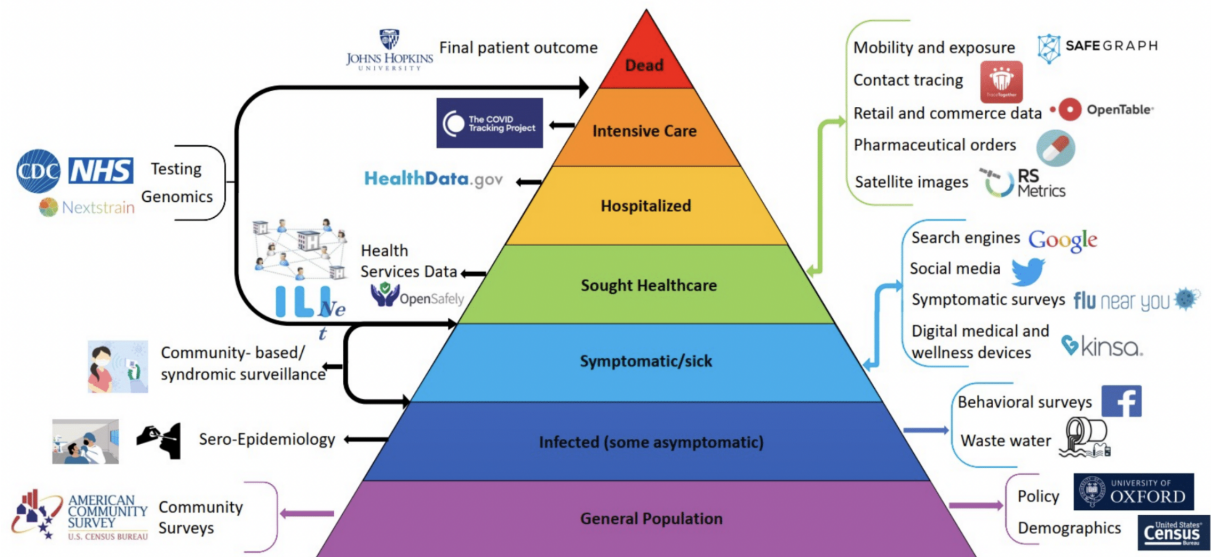 JOHNS HOPKINS
UNIVERSITY
Final patient outcome
The COVID
Tracking Project
HealthData.gov
CDC
NHS
Nextstrain
Testing
Genomics
Health
Services Data
OpenSafely
ILI Ne
t
Community- based/
syndromic surveillance
Sero-Epidemiology
AMERICAN
COMMUNITY
SURVEY
U.S. CENSUS BUREAU
Community
Surveys
Dead
Intensive Care
Hospitalized
Sought Healthcare
Symptomatic/sick
Infected (some asymptomatic)
General Population
Mobility and exposure
SAFEGRAPH
Contact tracing
TraceTogether
Retail and commerce data
OpenTable
Pharmaceutical orders
Satellite images
RS
Metrics
Search engines
Google
Social media
Symptomatic surveys
flu near you
Digital medical and
wellness devices
kinsa
Behavioral surveys
f
Waste water
Policy
UNIVERSITY OF
OXFORD
Demographics
United States®
Census
Bureau